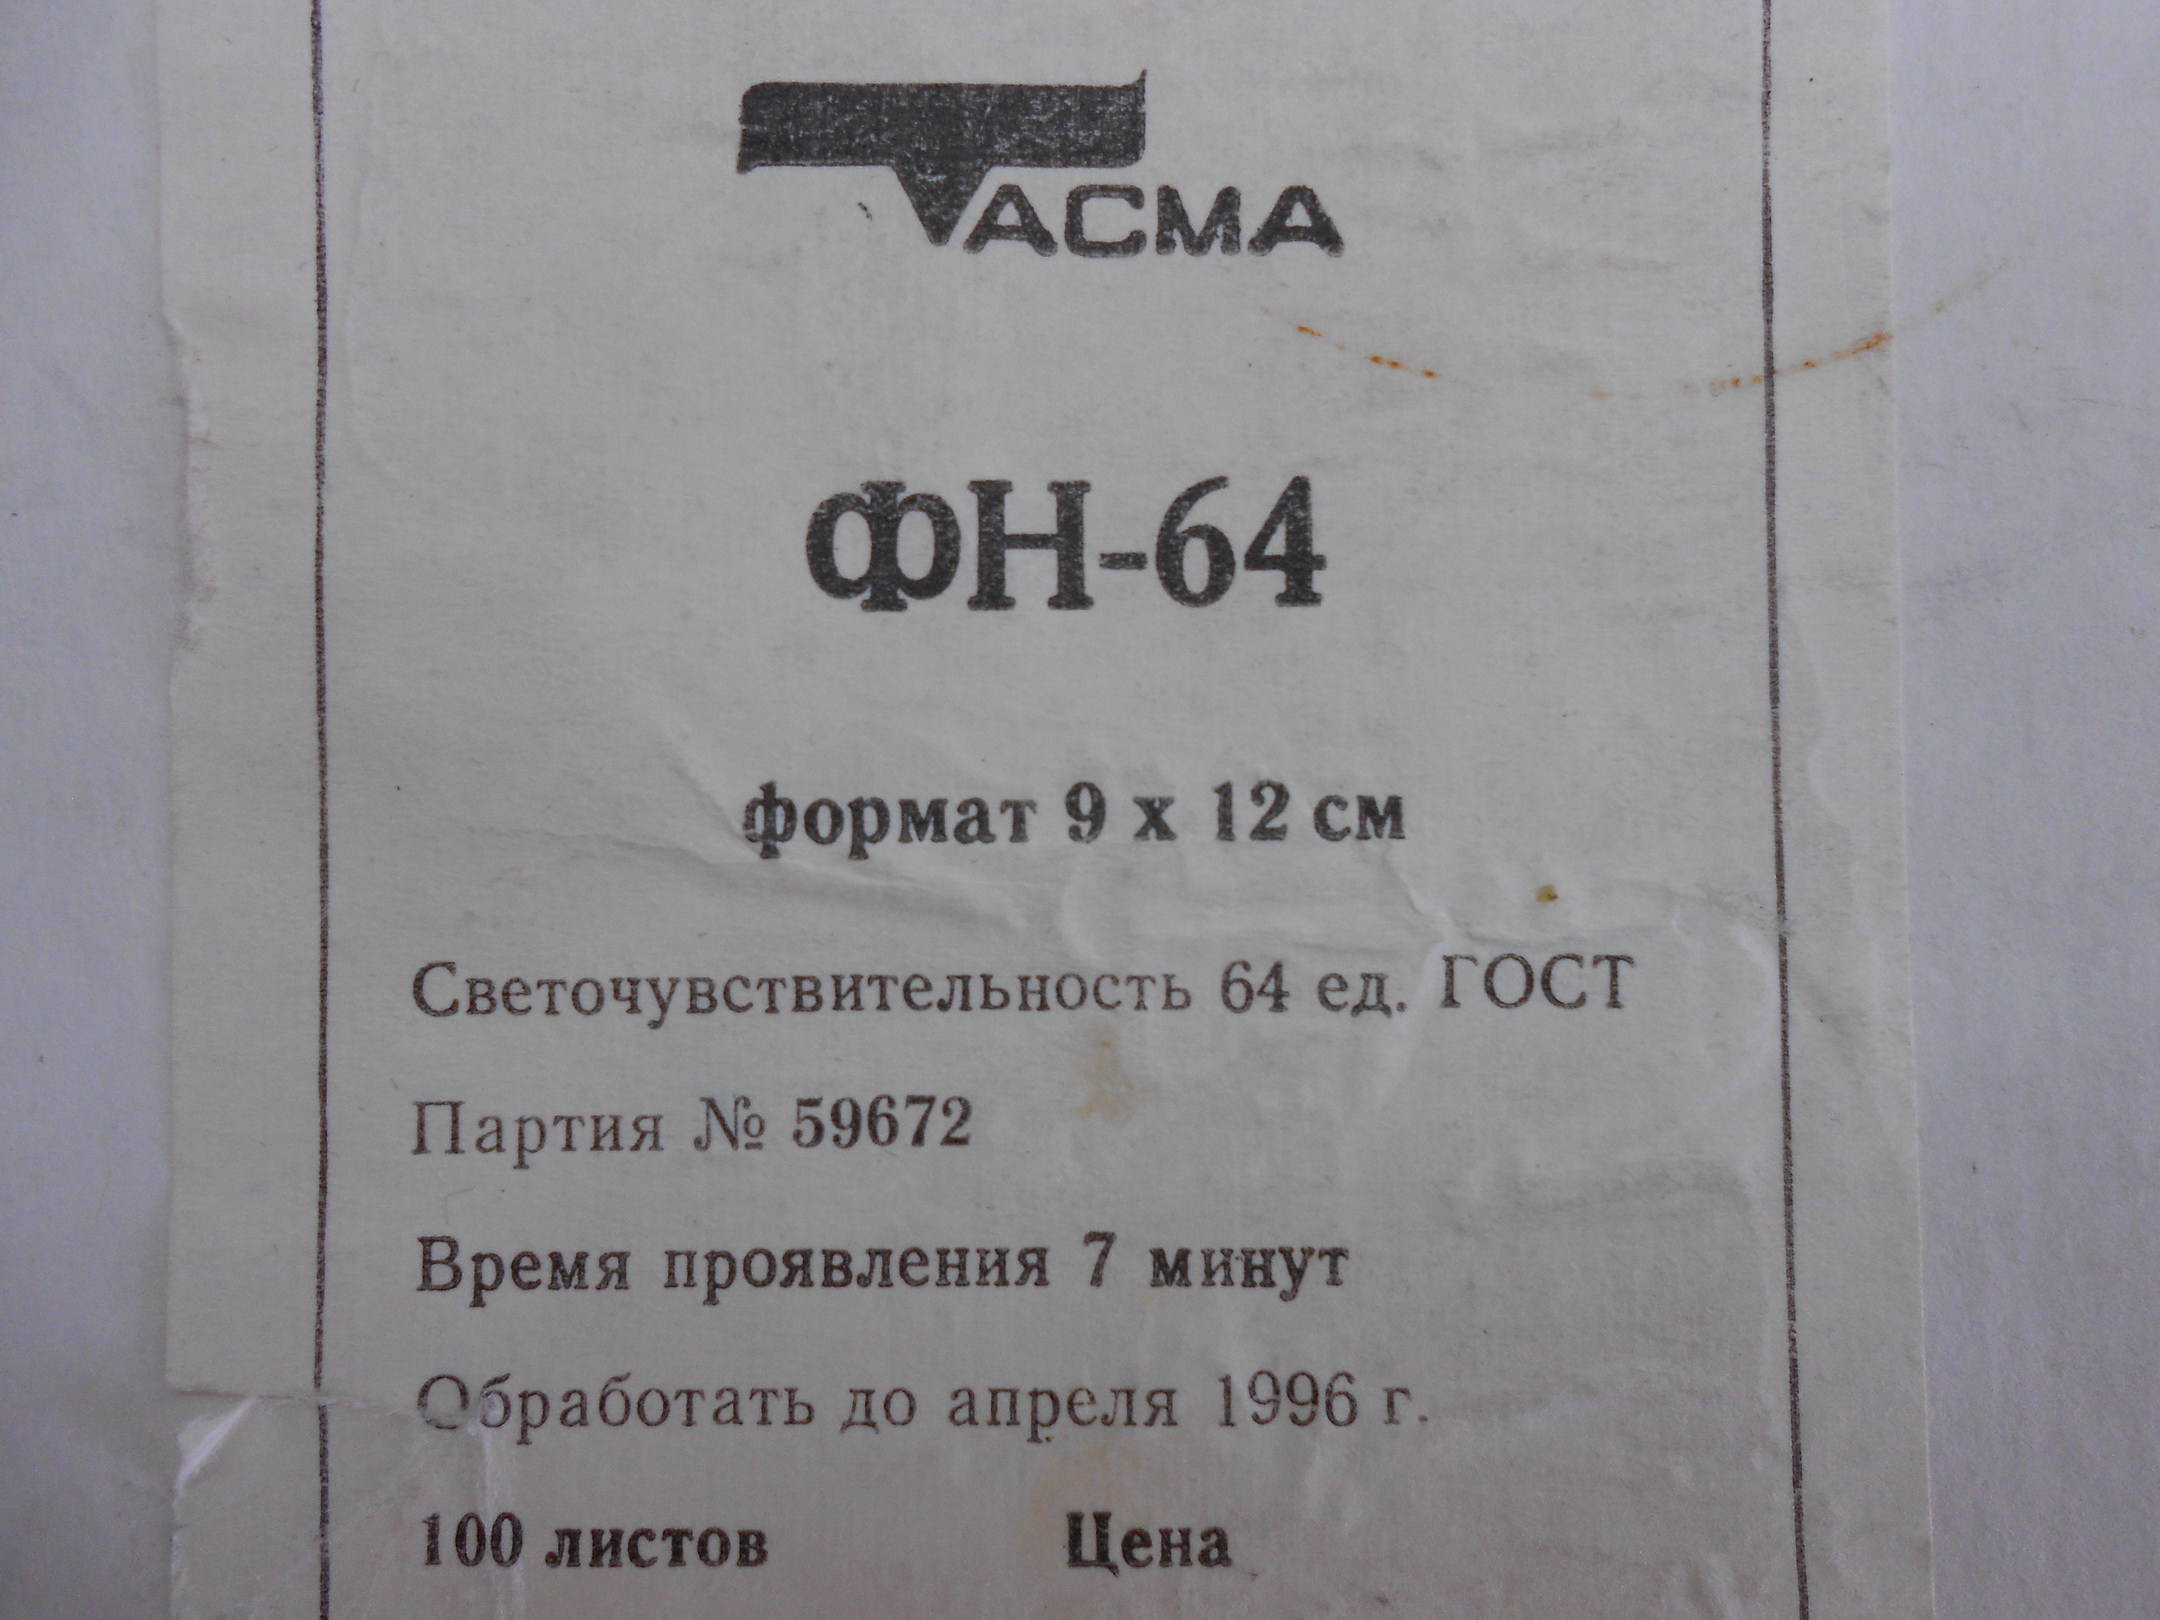 ТАСМА
ФН-64
формат 9 х 12 см
Светочувствительность 64 ед. ГОСТ
Партия № 59672
Время проявления 7 минут
Обработать до апреля 1996 г.
100 листов Цена